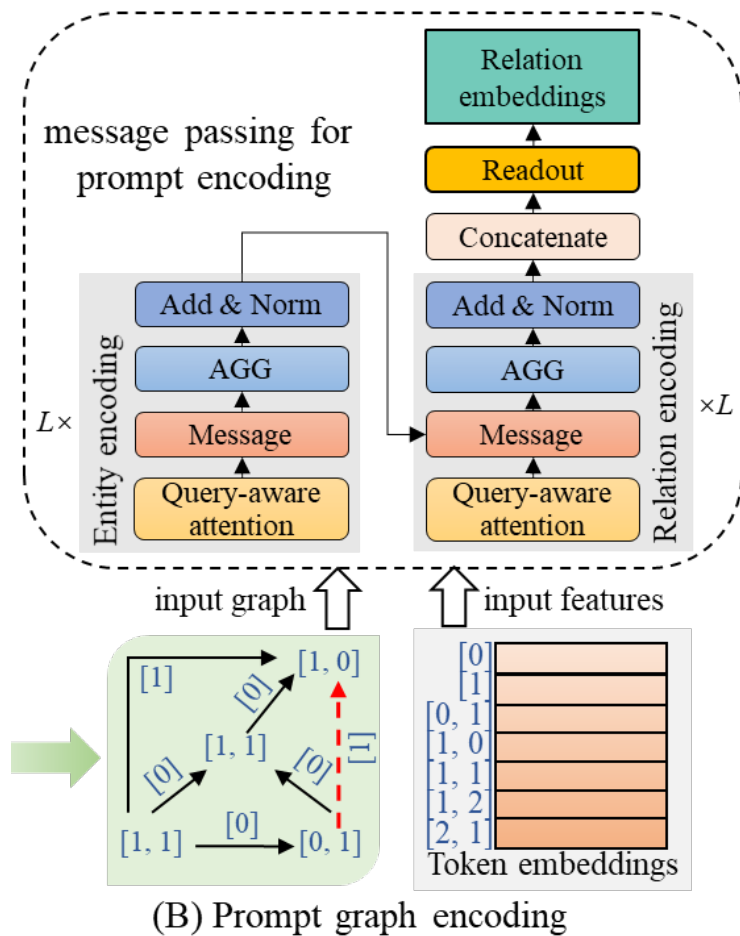 Relation
embeddings
message passing for
prompt encoding
Readout
Concatenate
Add & Norm
AGG
Message
Query-aware
attention
Entity encoding
L×
Add & Norm
AGG
Message
Query-aware
attention
Relation encoding
×L
input graph
input features
[1]
[1, 0]
[0]
[1, 1]
[1]
[0]
[0]
[1, 1]
[0]
[0, 1]
[0]
[1]
[0, 1]
[1, 0]
[1, 1]
[1, 2]
[2, 1]
Token embeddings
(B) Prompt graph encoding